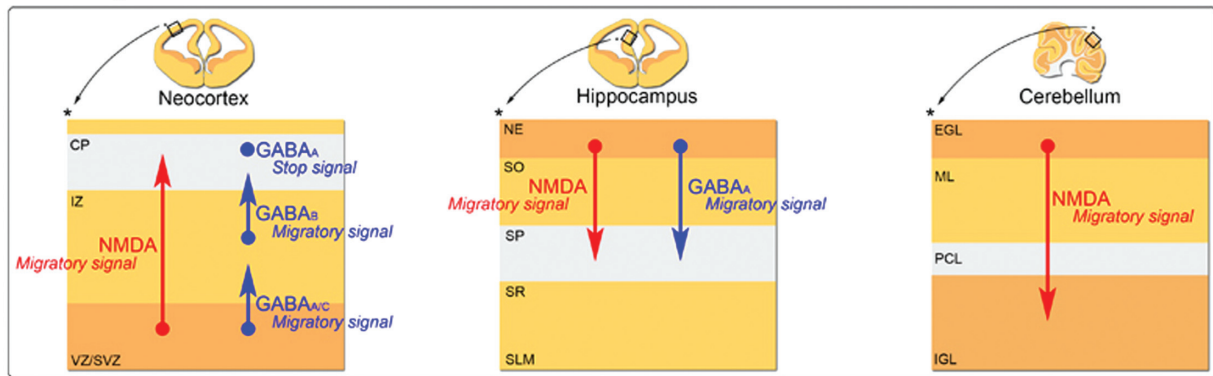 Neocortex
*
CP
GABAA
Stop signal
IZ
GABAB
Migratory signal
NMDA
Migratory signal
GABAA/C
Migratory signal
VZ/SVZ
Hippocampus
*
NE
SO
NMDA
Migratory signal
GABAA
Migratory signal
SP
SR
SLM
Cerebellum
*
EGL
ML
NMDA
Migratory signal
PCL
IGL